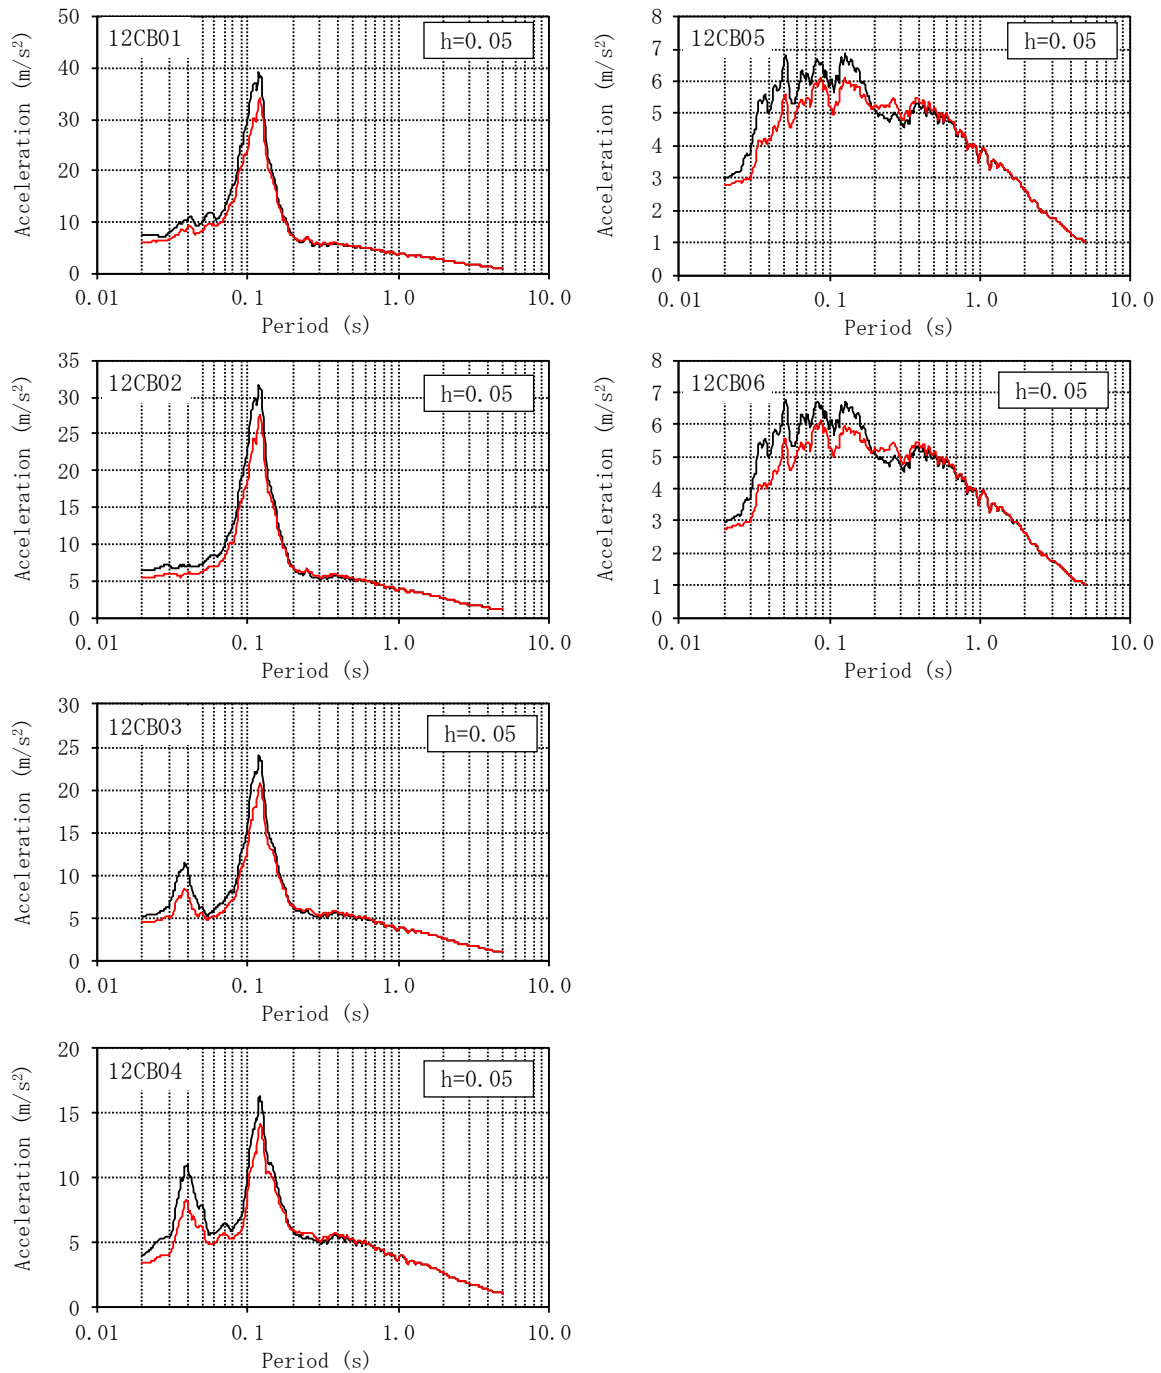 12CB01
h=0.05
Acceleration (m/s²)
50
40
30
20
10
0
0.01
0.1
1.0
10.0
Period (s)
12CB05
h=0.05
Acceleration (m/s²)
8
7
6
5
4
3
2
1
0
0.01
0.1
1.0
10.0
Period (s)
12CB02
h=0.05
Acceleration (m/s²)
35
30
25
20
15
10
5
0
0.01
0.1
1.0
10.0
Period (s)
12CB06
h=0.05
Acceleration (m/s²)
8
7
6
5
4
3
2
1
0
0.01
0.1
1.0
10.0
Period (s)
12CB03
h=0.05
Acceleration (m/s²)
30
25
20
15
10
5
0
0.01
0.1
1.0
10.0
Period (s)
12CB04
h=0.05
Acceleration (m/s²)
20
15
10
5
0
0.01
0.1
1.0
10.0
Period (s)